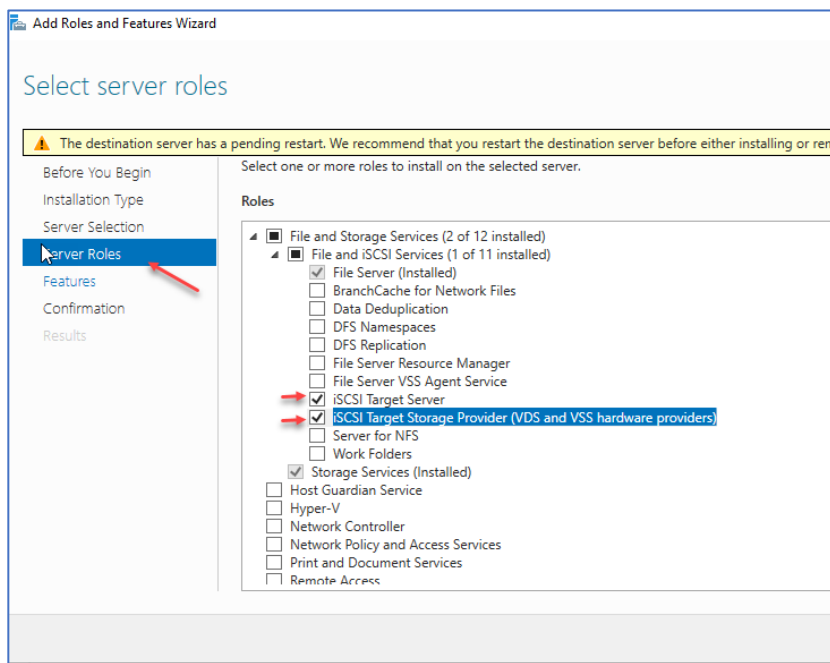 Add Roles and Features Wizard
Select server roles
The destination server has a pending restart. We recommend that you restart the destination server before either installing or
Before You Begin
Installation Type
Server Selection
Server Roles
Features
Confirmation
Results
Select one or more roles to install on the selected server.
Roles
File and Storage Services (2 of 12 installed)
File and iSCSI Services (1 of 11 installed)
File Server (Installed)
BranchCache for Network Files
Data Deduplication
DFS Namespaces
DFS Replication
File Server Resource Manager
File Server VSS Agent Service
iSCSI Target Server
iSCSI Target Storage Provider (VDS and VSS hardware providers)
Server for NFS
Work Folders
Storage Services (Installed)
Host Guardian Service
Hyper-V
Network Controller
Network Policy and Access Services
Print and Document Services
Remote Access